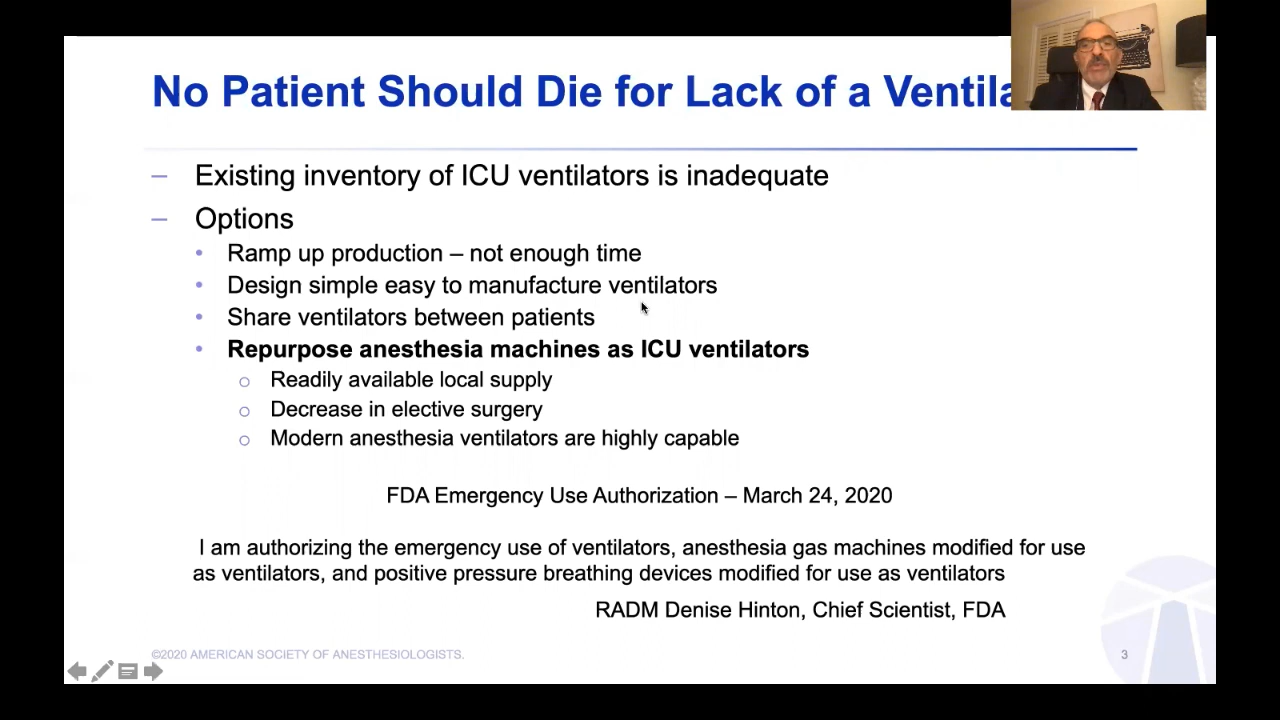 No Patient Should Die for Lack of a Ventila
– Existing inventory of ICU ventilators is inadequate
– Options
• Ramp up production – not enough time
• Design simple easy to manufacture ventilators
• Share ventilators between patients
• Repurpose anesthesia machines as ICU ventilators
○ Readily available local supply
○ Decrease in elective surgery
○ Modern anesthesia ventilators are highly capable
FDA Emergency Use Authorization – March 24, 2020
I am authorizing the emergency use of ventilators, anesthesia gas machines modified for use
as ventilators, and positive pressure breathing devices modified for use as ventilators
RADM Denise Hinton, Chief Scientist, FDA
©2020 AMERICAN SOCIETY OF ANESTHESIOLOGISTS.
3